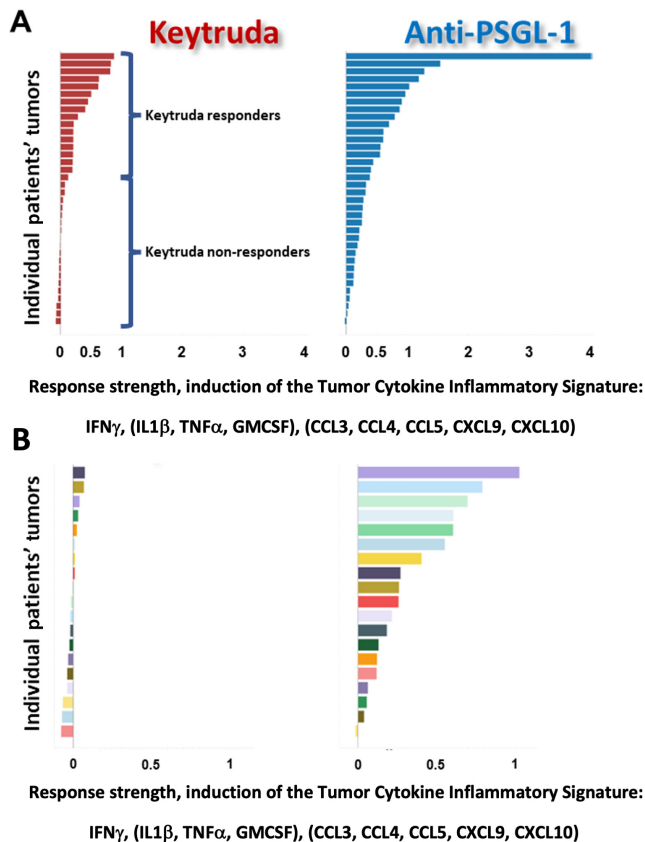 A
Keytruda
Anti-PSGL-1
Individual patients’ tumors
Keytruda responders
Keytruda non-responders
0 0.5 1 2 3 4
0 0.5 1 2 3 4
Response strength, induction of the Tumor Cytokine Inflammatory Signature:
IFNγ, (IL1β, TNFα, GMCSF), (CCL3, CCL4, CCL5, CXCL9, CXCL10)
B
Individual patients’ tumors
0 0.5 1
0 0.5 1
Response strength, induction of the Tumor Cytokine Inflammatory Signature:
IFNγ, (IL1β, TNFα, GMCSF), (CCL3, CCL4, CCL5, CXCL9, CXCL10)